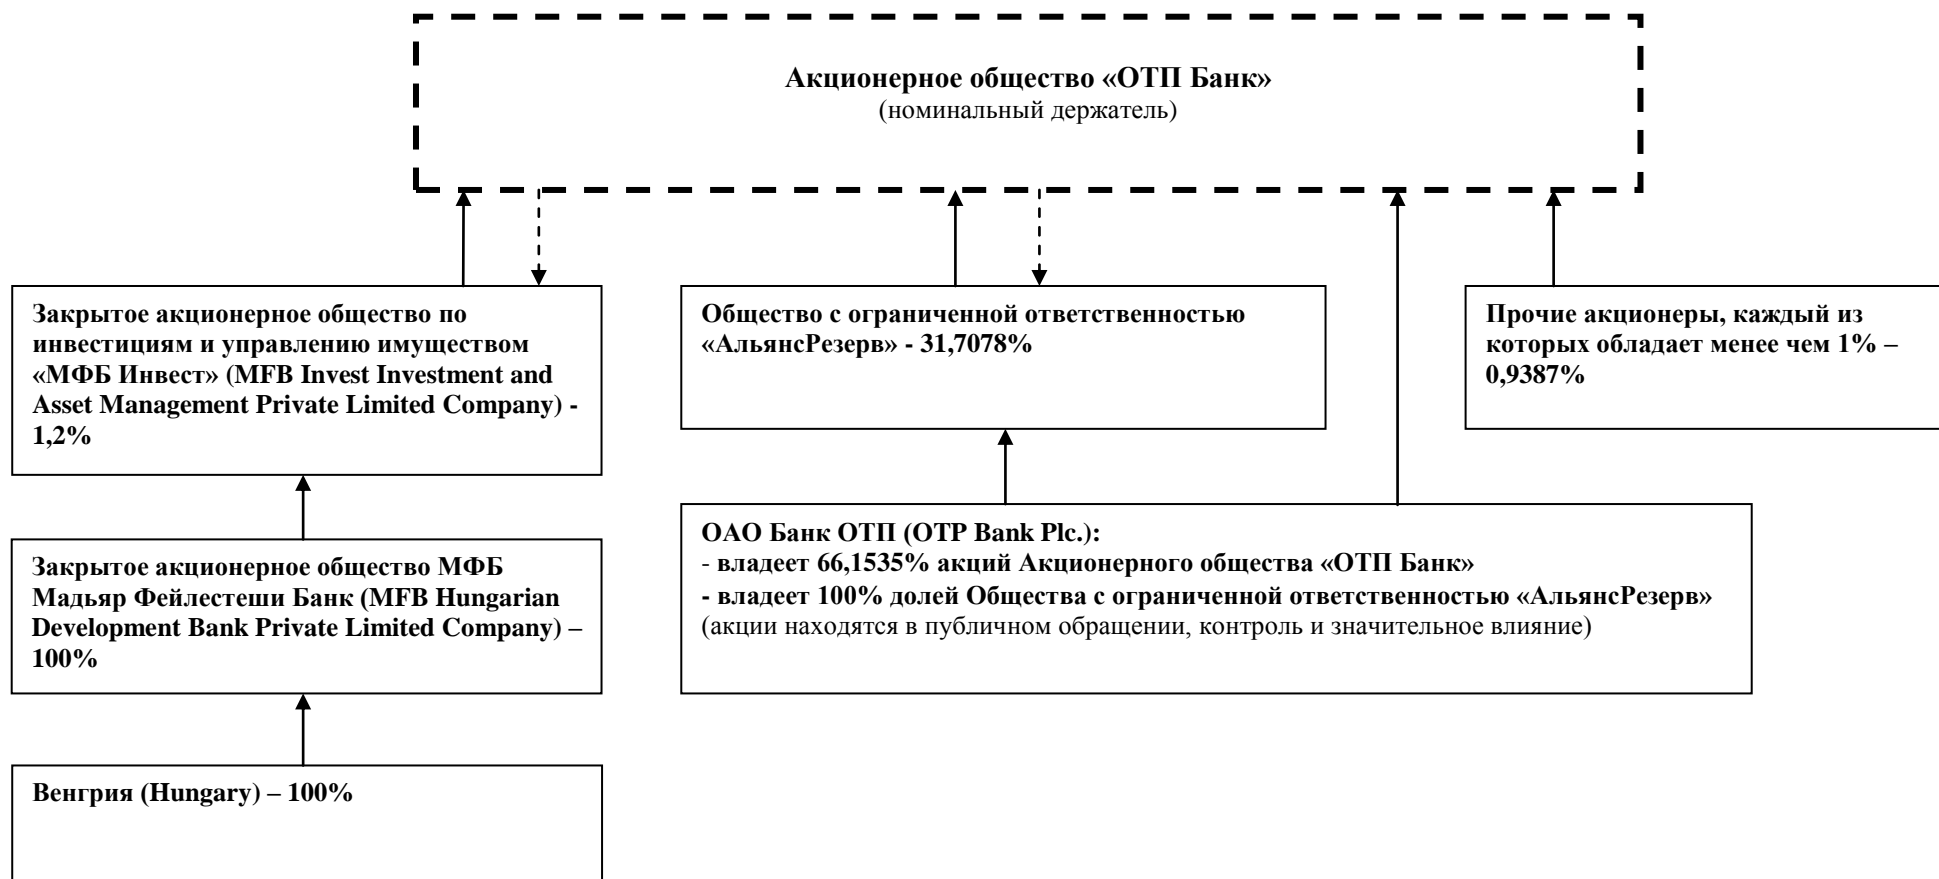 Акционерное общество «ОТП Банк»
(номинальный держатель)
Закрытое акционерное общество по
инвестициям и управлению имуществом
«МФБ Инвест» (MFB Invest Investment and
Asset Management Private Limited Company) -
1,2%
Общество с ограниченной ответственностью
«АльянсРезерв» - 31,7078%
Прочие акционеры, каждый из
которых обладает менее чем 1% –
0,9387%
Закрытое акционерное общество МФБ
Мадьяр Фейлестеши Банк (MFB Hungarian
Development Bank Private Limited Company) –
100%
ОАО Банк ОТП (OTP Bank Plc.):
- владеет 66,1535% акций Акционерного общества «ОТП Банк»
- владеет 100% долей Общества с ограниченной ответственностью «АльянсРезерв»
(акции находятся в публичном обращении, контроль и значительное влияние)
Венгрия (Hungary) – 100%